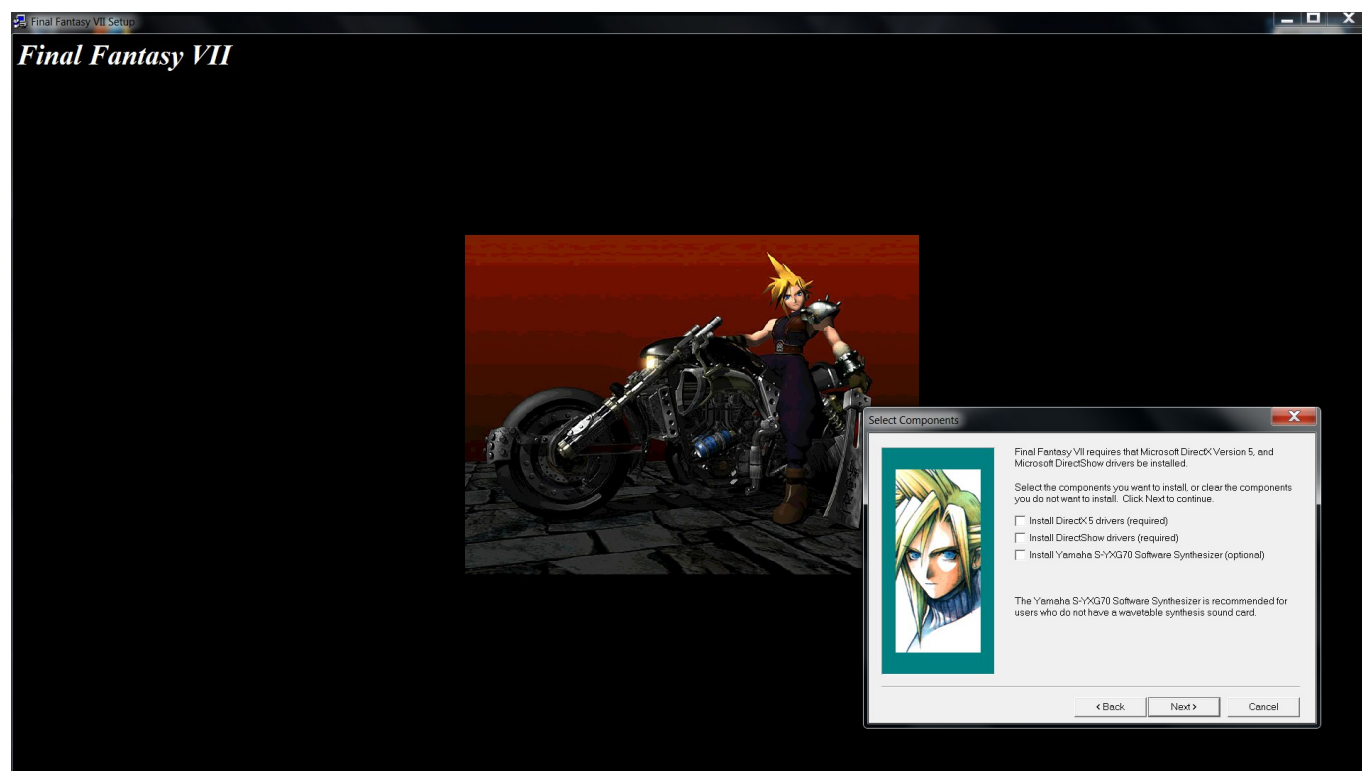 Final Fantasy VII Setup
Final Fantasy VII
Select Components
Final Fantasy VII requires that Microsoft DirectX Version 5, and
Microsoft DirectShow drivers be installed.
Select the components you want to install, or clear the components
you do not want to install. Click Next to continue.
Install DirectX 5 drivers (required)
Install DirectShow drivers (required)
Install Yamaha S-YXG70 Software Synthesizer (optional)
The Yamaha S-YXG70 Software Synthesizer is recommended for
users who do not have a wavetable synthesis sound card.
< Back
Next >
Cancel